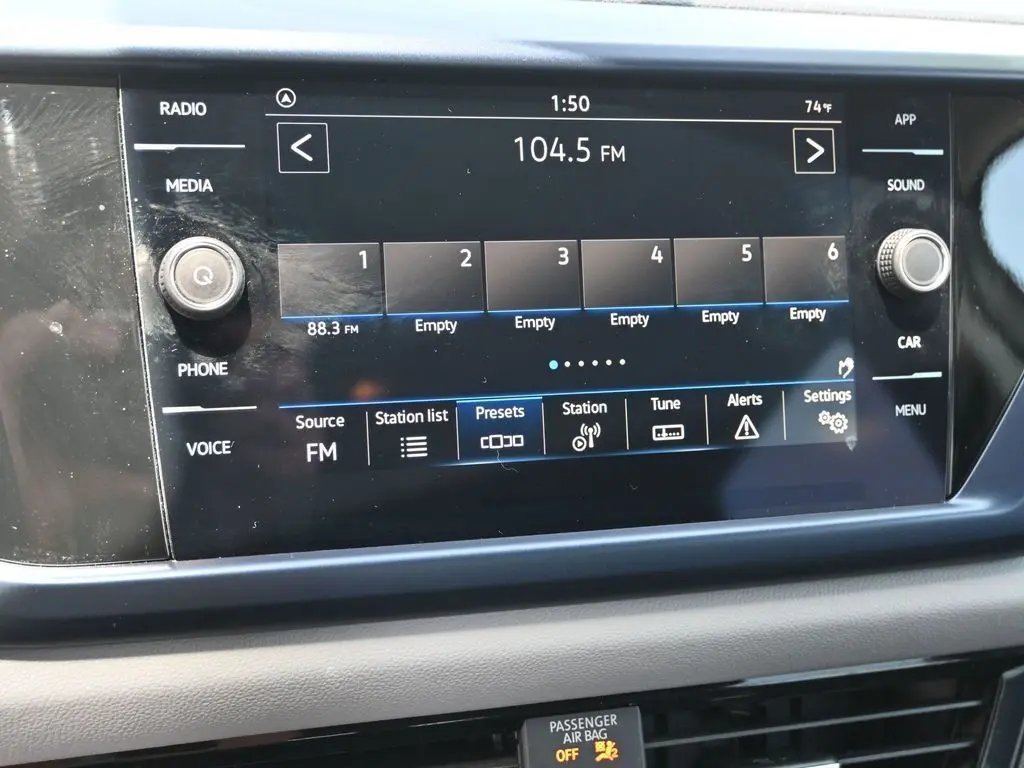 RADIO
MEDIA
PHONE
VOICE
1:50
74°F
104.5 FM
1
2
3
4
5
6
88.3 FM
Empty
Empty
Empty
Empty
Empty
Source
FM
Station list
Presets
Station
Tune
Alerts
Settings
APP
SOUND
CAR
MENU
PASSENGER
AIR BAG
OFF